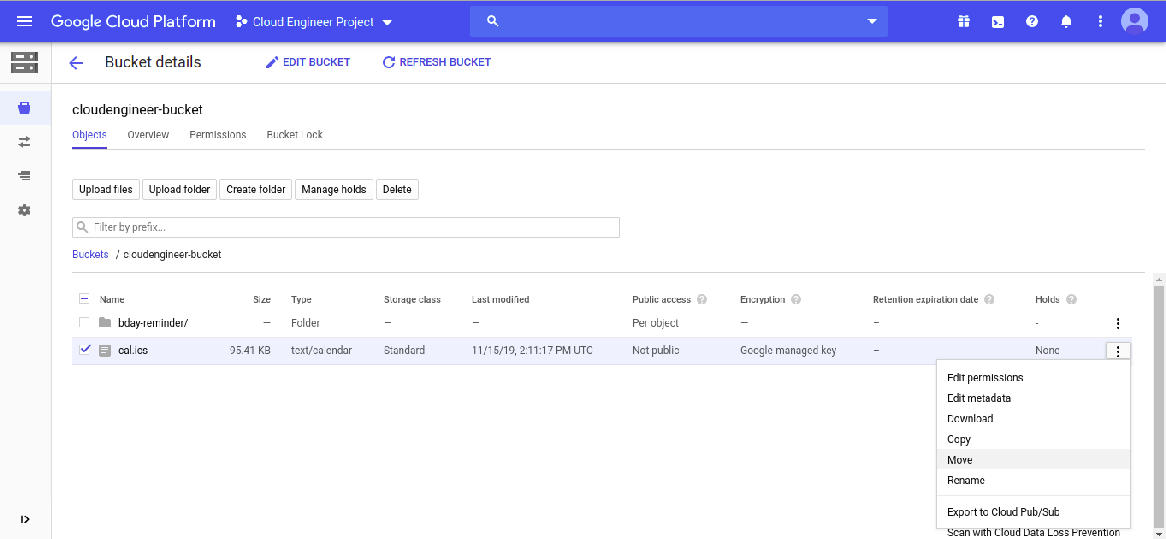 Google Cloud Platform Cloud Engineer Project
Bucket details EDIT BUCKET REFRESH BUCKET
cloudengineer-bucket
Objects Overview Permissions Bucket Lock
Upload files Upload folder Create folder Manage holds Delete
Filter by prefix...
Buckets / cloudengineer-bucket
Name Size Type Storage class Last modified Public access Encryption Retention expiration date Holds
bday-reminder/ — Folder — — Per object — — -
cal.ics 95.41 KB text/calendar Standard 11/15/19, 2:11:17 PM UTC Not public Google managed key — None
Edit permissions
Edit metadata
Download
Copy
Move
Rename
Export to Cloud Pub/Sub
Scan with Cloud Data Loss Prevention